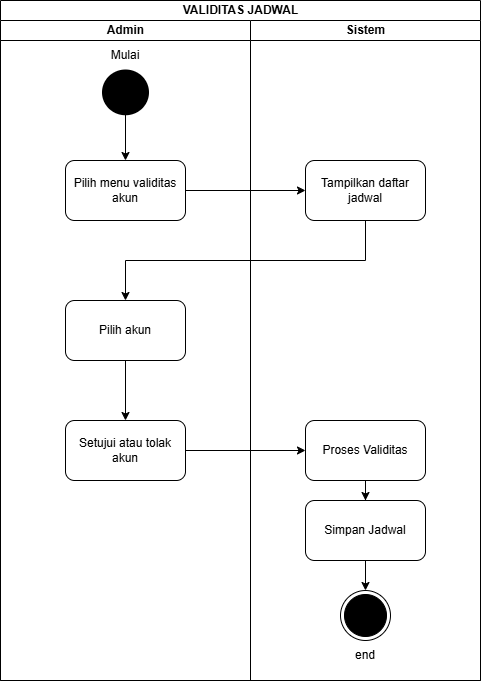 VALIDITAS JADWAL
Admin
Sistem
Mulai
Pilih menu validitas
akun
Tampilkan daftar
jadwal
Pilih akun
Setujui atau tolak
akun
Proses Validitas
Simpan Jadwal
end